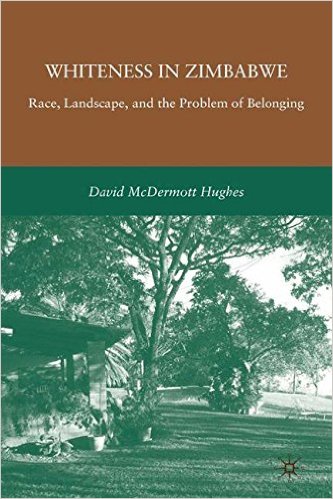 WHITENESS IN ZIMBABWE
Race, Landscape, and the Problem of Belonging
David McDermott Hughes